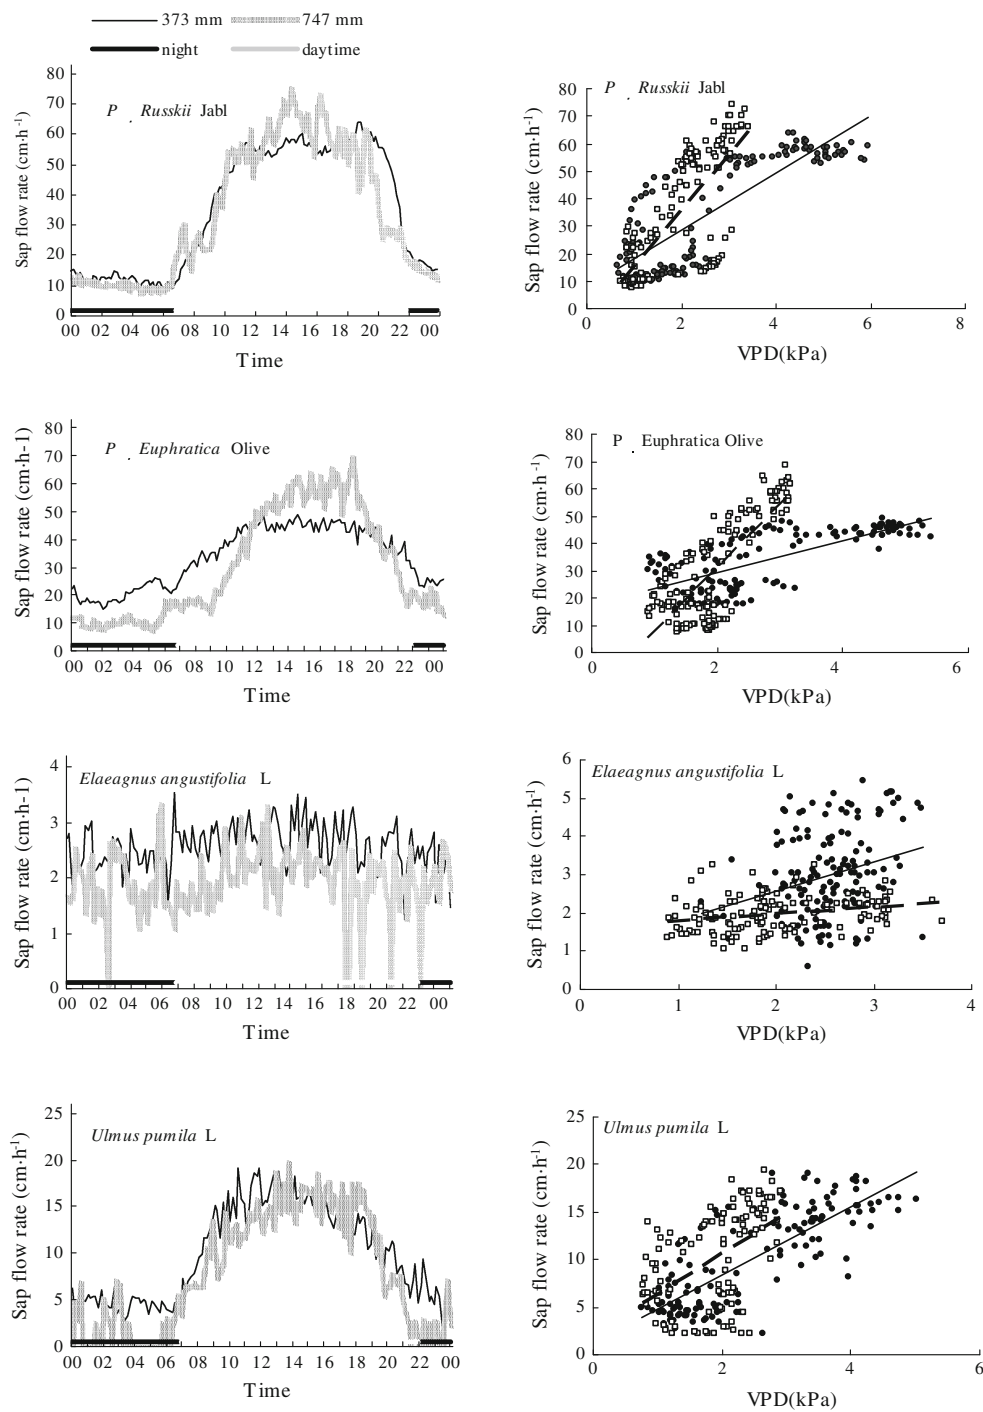 373 mm 747 mm
night daytime
P . Russkii Jabl
Sap flow rate (cm·h-1)
80
70
60
50
40
30
20
10
0
00 02 04 06 08 10 12 14 16 18 20 22 00
Time
P . Russkii Jabl
Sap flow rate (cm·h-1)
80
70
60
50
40
30
20
10
0
0 2 4 6 8
VPD(kPa)
P . Euphratica Olive
Sap flow rate (cm·h-1)
80
70
60
50
40
30
20
10
0
00 02 04 06 08 10 12 14 16 18 20 22 00
Time
P . Euphratica Olive
Sap flow rate (cm·h-1)
80
70
60
50
40
30
20
10
0
0 2 4 6
VPD(kPa)
Elaeagnus angustifolia L
Sap flow rate (cm·h-1)
4
3
2
1
0
00 02 04 06 08 10 12 14 16 18 20 22 00
Time
Elaeagnus angustifolia L
Sap flow rate (cm·h-1)
6
5
4
3
2
1
0
0 1 2 3 4
VPD(kPa)
Ulmus pumila L
Sap flow rate (cm·h-1)
25
20
15
10
5
0
00 02 04 06 08 10 12 14 16 18 20 22 00
Time
Ulmus pumila L
Sap flow rate (cm·h-1)
25
20
15
10
5
0
0 2 4 6
VPD(kPa)